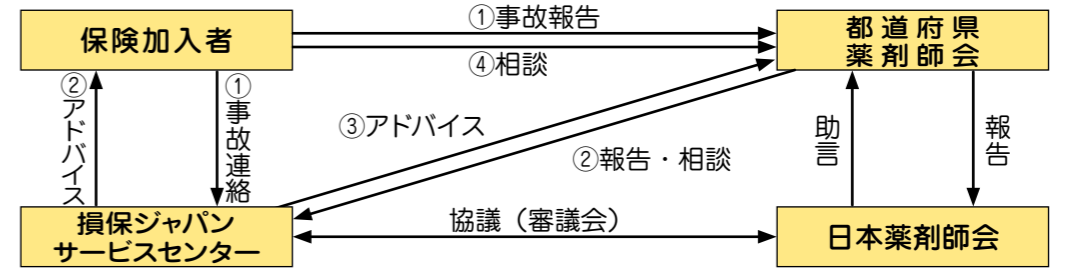 ①事故報告
保険加入者
都道府県
薬剤師会
④相談
②アドバイス
①事故連絡
③アドバイス
②報告・相談
助言
報告
損保ジャパン
サービスセンター
協議（審議会）
日本薬剤師会